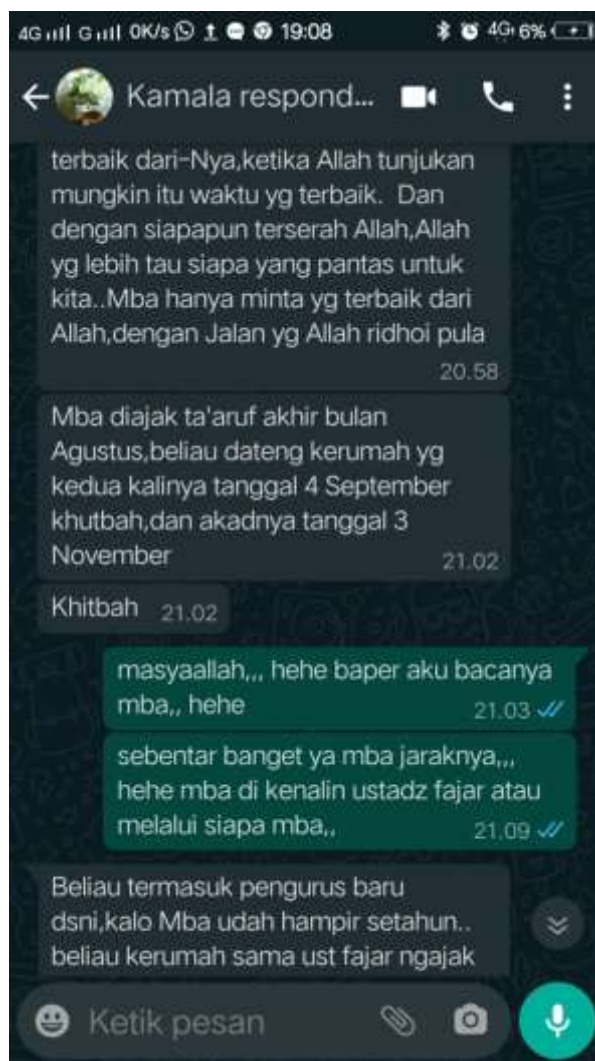 4G G 0K/s 19:08 4G+ 6%
Kamala respond...
terbaik dari-Nya,ketika Allah tunjukan
mungkin itu waktu yg terbaik. Dan
dengan siapapun terserah Allah,Allah
yg lebih tau siapa yang pantas untuk
kita..Mba hanya minta yg terbaik dari
Allah,dengan Jalan yg Allah ridhoi pula
20.58
Mba diajak ta'aruf akhir bulan
Agustus,beliau dateng kerumah yg
kedua kalinya tanggal 4 September
khutbah,dan akadnya tanggal 3
November 21.02
Khitbah 21.02
masyaallah,,, hehe baper aku bacanya
mba,, hehe 21.03
sebentar banget ya mba jaraknya,,,
hehe mba di kenalin ustadz fajar atau
melalui siapa mba,, 21.09
Beliau termasuk pengurus baru
dsni,kalo Mba udah hampir setahun..
beliau kerumah sama ust fajar ngajak
Ketik pesan